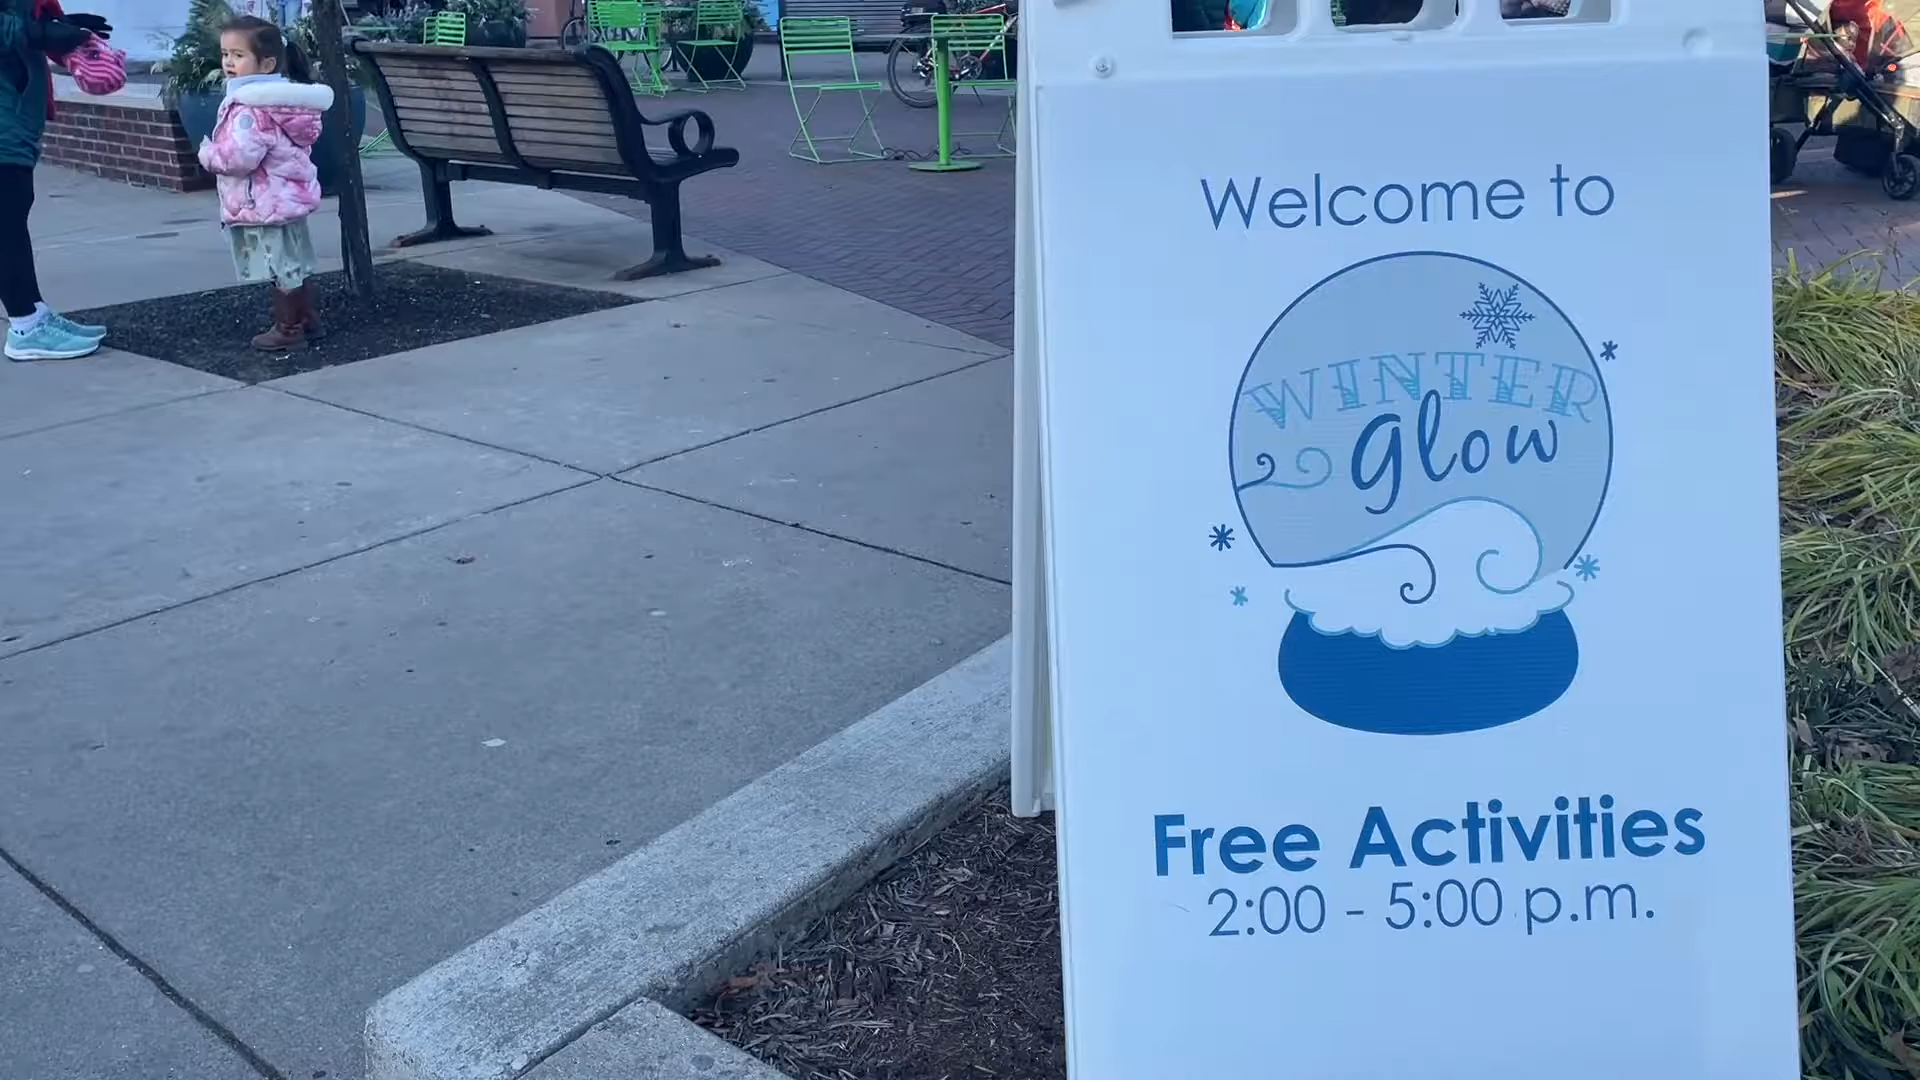 Welcome to
WINTER
glow
Free Activities
2:00 - 5:00 p.m.